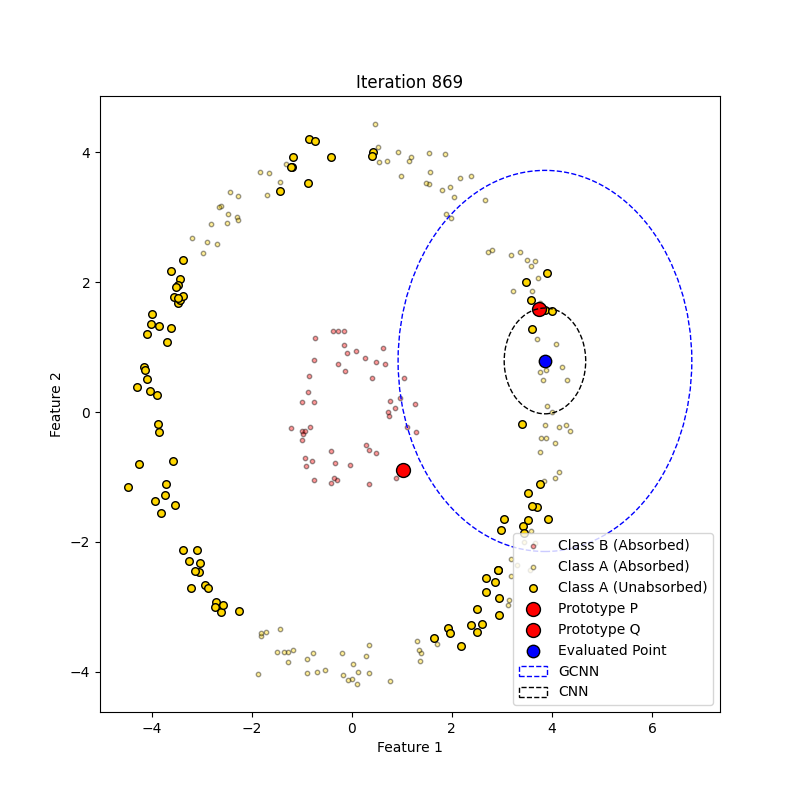 Iteration 869
4
2
0
−2
−4
Feature 2
−4
−2
0
2
4
6
Feature 1
Class B (Absorbed)
Class A (Absorbed)
Class A (Unabsorbed)
Prototype P
Prototype Q
Evaluated Point
GCNN
CNN